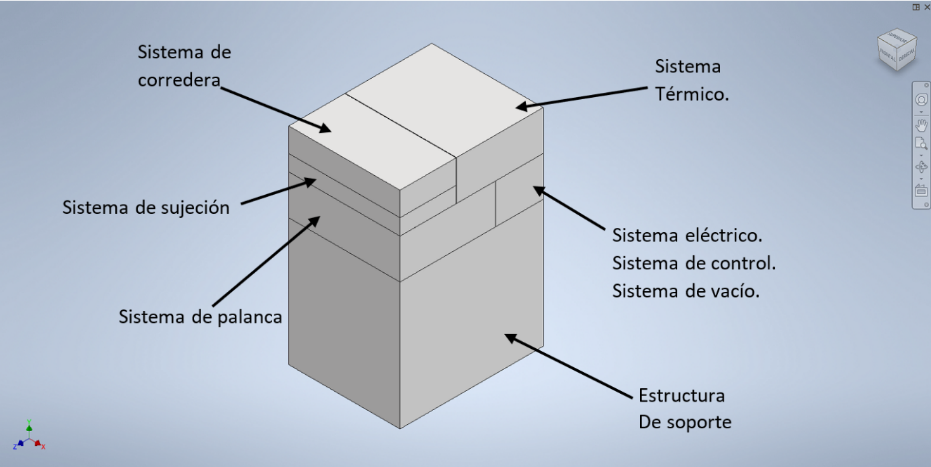 Sistema de
corredera
Sistema
Térmico.
Sistema de sujeción
Sistema eléctrico.
Sistema de control.
Sistema de vacío.
Sistema de palanca
Estructura
De soporte